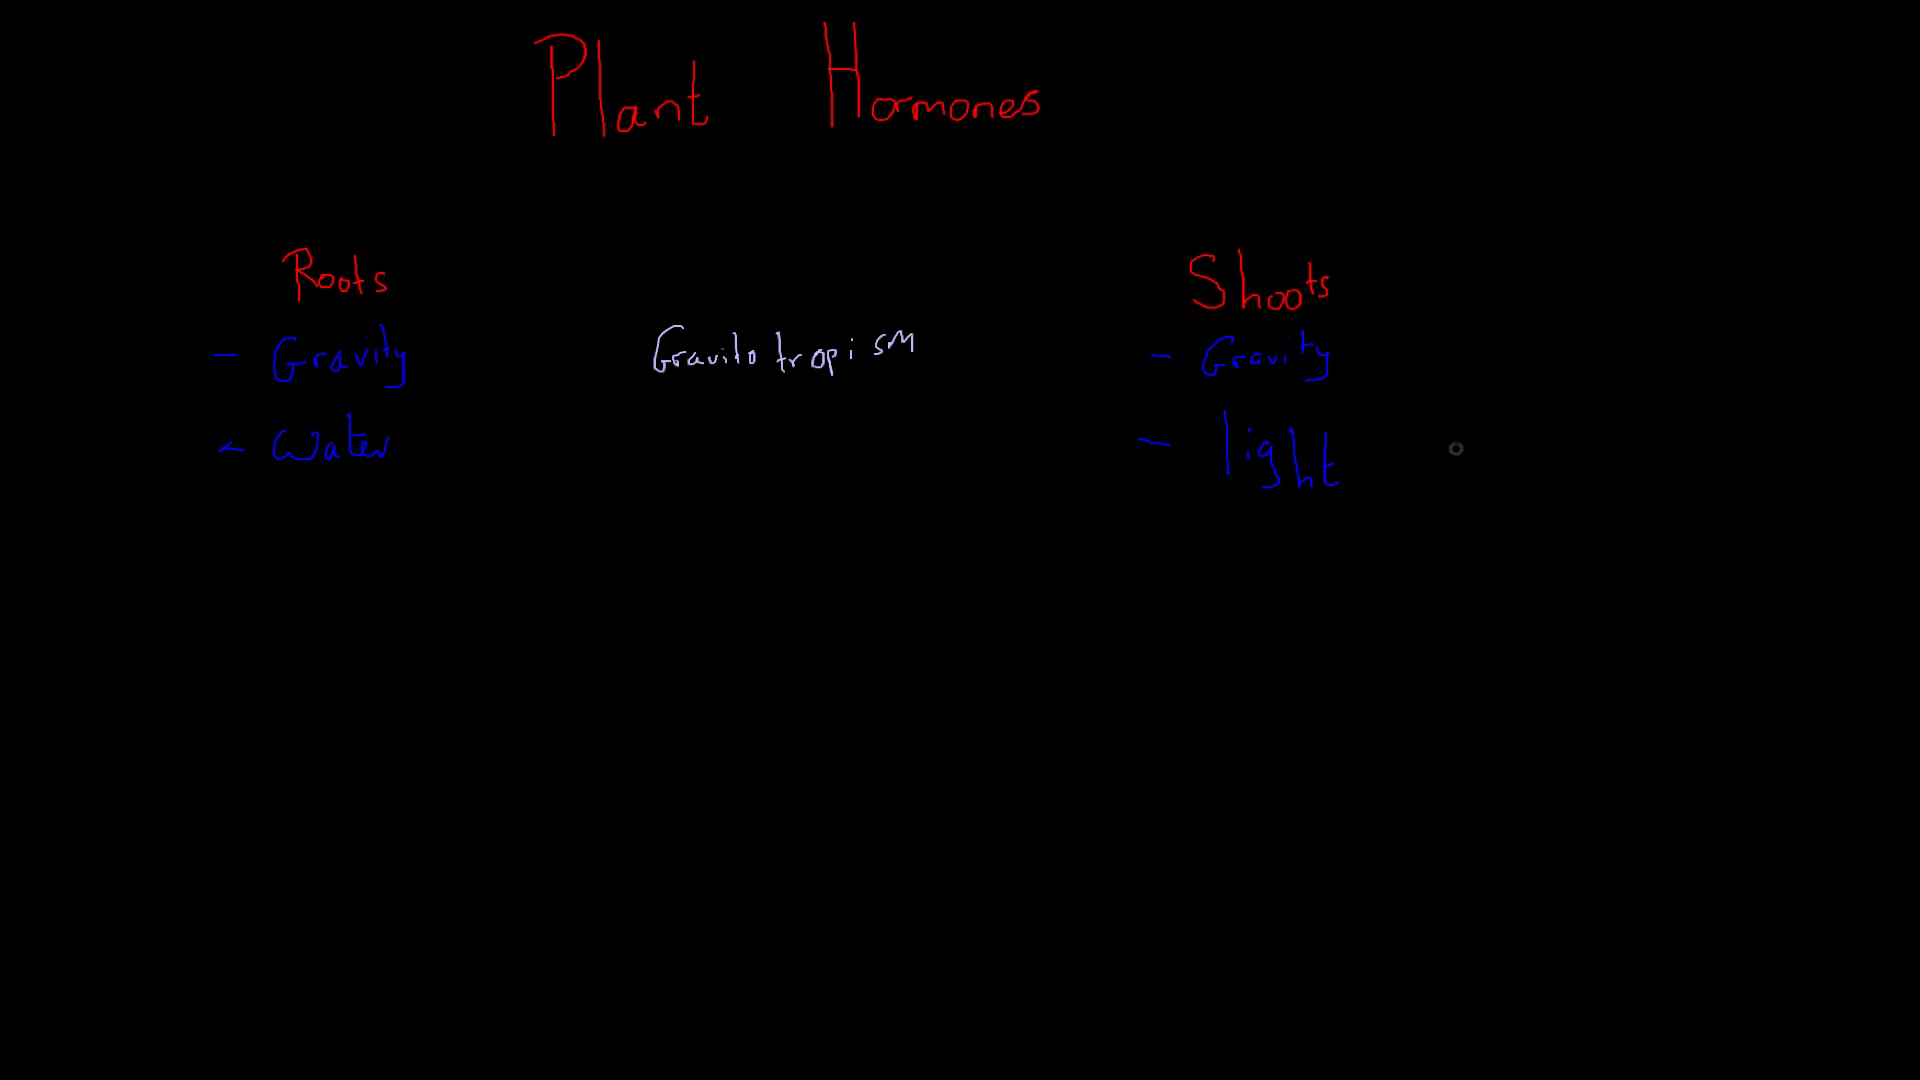 Plant Hormones
Roots
- Gravity
- Water
Gravitotropism
Shoots
- Gravity
- light